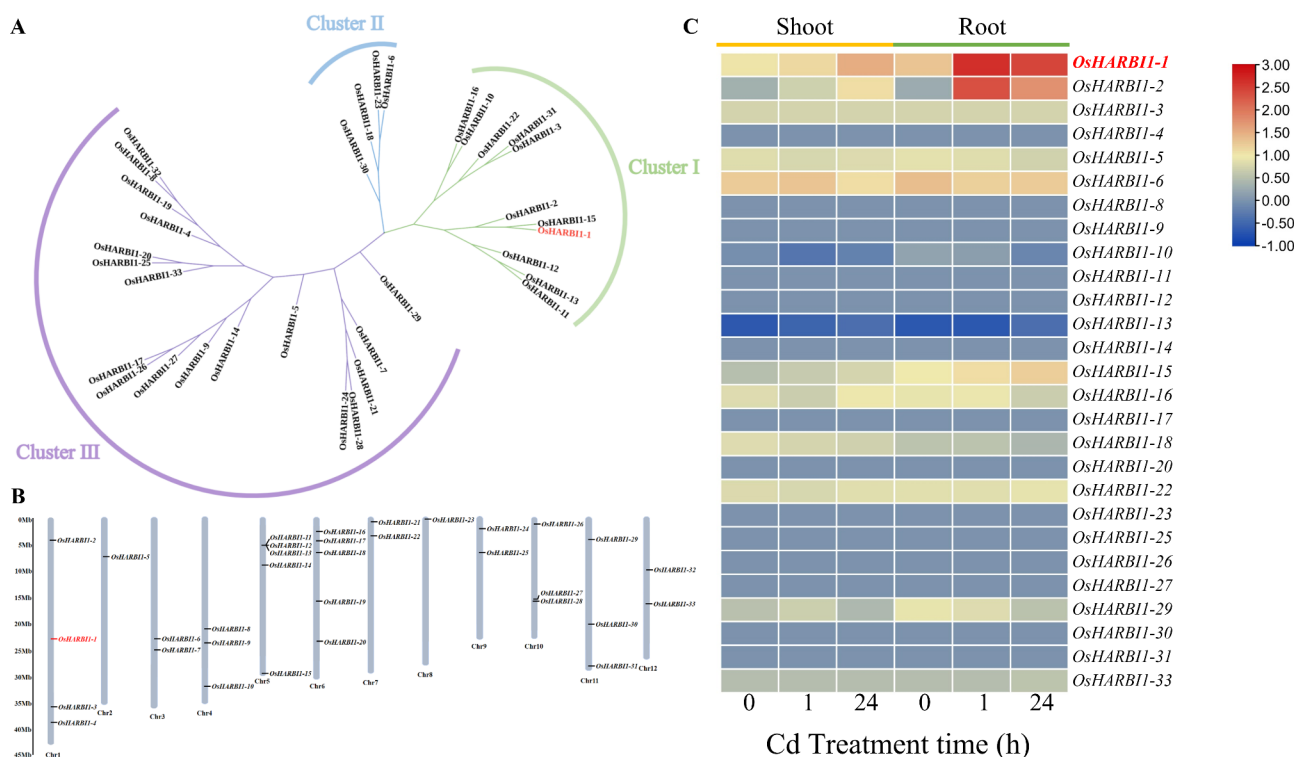 A
Cluster II
OsHARBI1-6
OsHARBI1-23
OsHARBI1-18
OsHARBI1-30
Cluster I
OsHARBI1-16
OsHARBI1-10
OsHARBI1-22
OsHARBI1-31
OsHARBI1-3
OsHARBI1-2
OsHARBI1-15
OsHARBI1-1
OsHARBI1-12
OsHARBI1-13
OsHARBI1-11
OsHARBI1-32
OsHARBI1-8
OsHARBI1-19
OsHARBI1-4
OsHARBI1-20
OsHARBI1-25
OsHARBI1-33
OsHARBI1-17
OsHARBI1-26
OsHARBI1-27
OsHARBI1-9
OsHARBI1-14
OsHARBI1-5
OsHARBI1-24
OsHARBI1-28
OsHARBI1-21
OsHARBI1-7
OsHARBI1-29
Cluster III
B
0Mb
5Mb
10Mb
15Mb
20Mb
25Mb
30Mb
35Mb
40Mb
45Mb
OsHARBI1-2
OsHARBI1-1
OsHARBI1-3
OsHARBI1-4
Chr1
OsHARBI1-5
Chr2
OsHARBI1-6
OsHARBI1-7
Chr3
OsHARBI1-8
OsHARBI1-9
OsHARBI1-10
Chr4
OsHARBI1-11
OsHARBI1-12
OsHARBI1-13
OsHARBI1-14
OsHARBI1-15
Chr5
OsHARBI1-16
OsHARBI1-17
OsHARBI1-18
OsHARBI1-19
OsHARBI1-20
Chr6
OsHARBI1-21
OsHARBI1-22
Chr7
OsHARBI1-23
Chr8
OsHARBI1-24
OsHARBI1-25
Chr9
OsHARBI1-26
OsHARBI1-27
OsHARBI1-28
Chr10
OsHARBI1-29
OsHARBI1-30
OsHARBI1-31
Chr11
OsHARBI1-32
OsHARBI1-33
Chr12
C
Shoot Root
OsHARBI1-1
OsHARBI1-2
OsHARBI1-3
OsHARBI1-4
OsHARBI1-5
OsHARBI1-6
OsHARBI1-8
OsHARBI1-9
OsHARBI1-10
OsHARBI1-11
OsHARBI1-12
OsHARBI1-13
OsHARBI1-14
OsHARBI1-15
OsHARBI1-16
OsHARBI1-17
OsHARBI1-18
OsHARBI1-20
OsHARBI1-22
OsHARBI1-23
OsHARBI1-25
OsHARBI1-26
OsHARBI1-27
OsHARBI1-29
OsHARBI1-30
OsHARBI1-31
OsHARBI1-33
0 1 24 0 1 24
Cd Treatment time (h)
3.00
2.50
2.00
1.50
1.00
0.50
0.00
-0.50
-1.00